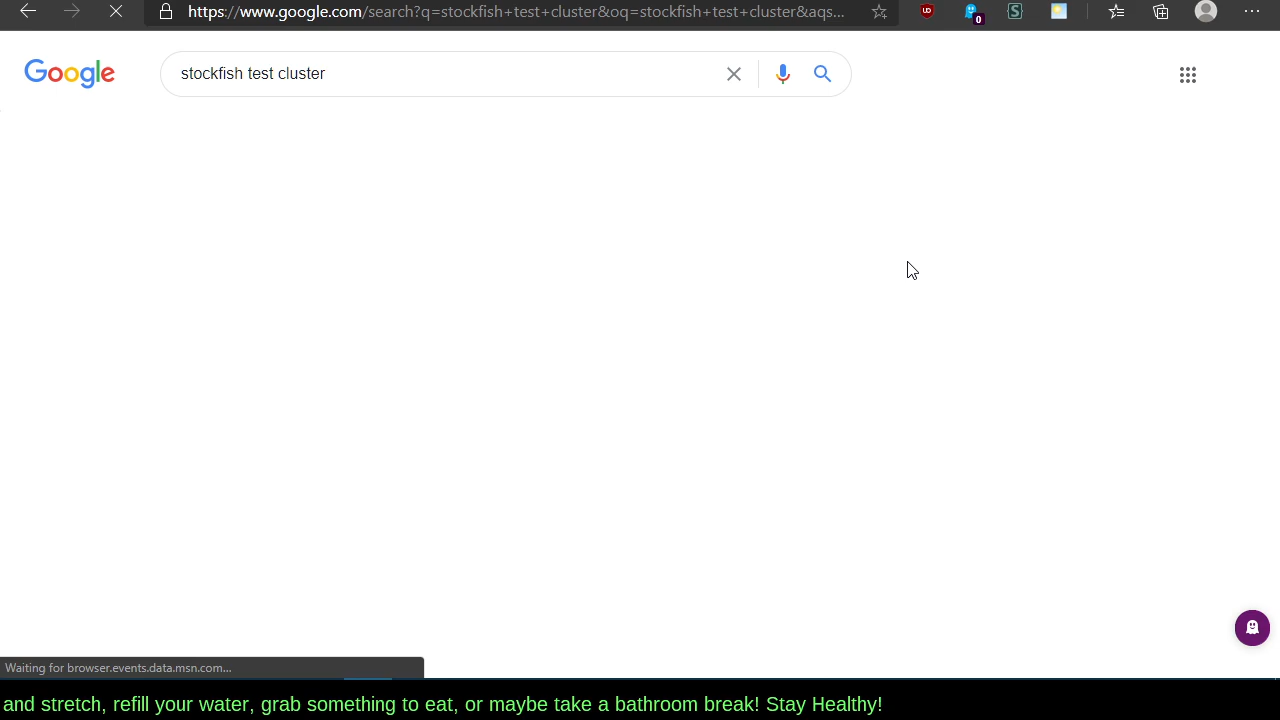 https://www.google.com/search?q=stockfish+test+cluster&oq=stockfish+test+cluster&aqs...
UD
0
S
Google
stockfish test cluster
Waiting for browser.events.data.msn.com...
and stretch, refill your water, grab something to eat, or maybe take a bathroom break! Stay Healthy!